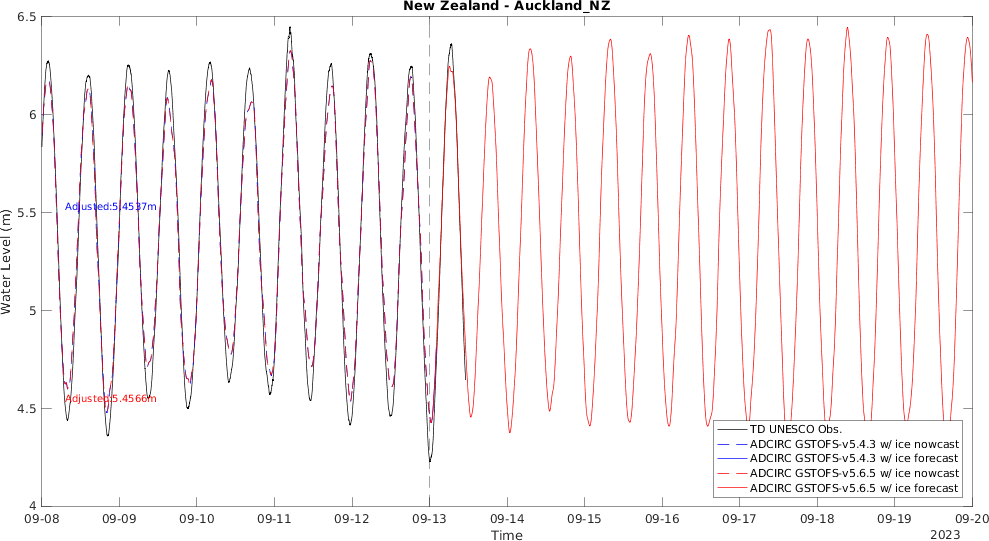 New Zealand - Auckland_NZ
6.5
6
5.5
5
4.5
4
Water Level (m)
Adjusted:5.4537m
Adjusted:5.4566m
TD UNESCO Obs.
ADCIRC GSTOFS-v5.4.3 w/ ice nowcast
ADCIRC GSTOFS-v5.4.3 w/ ice forecast
ADCIRC GSTOFS-v5.6.5 w/ ice nowcast
ADCIRC GSTOFS-v5.6.5 w/ ice forecast
09-08 09-09 09-10 09-11 09-12 09-13 09-14 09-15 09-16 09-17 09-18 09-19 09-20
Time
2023